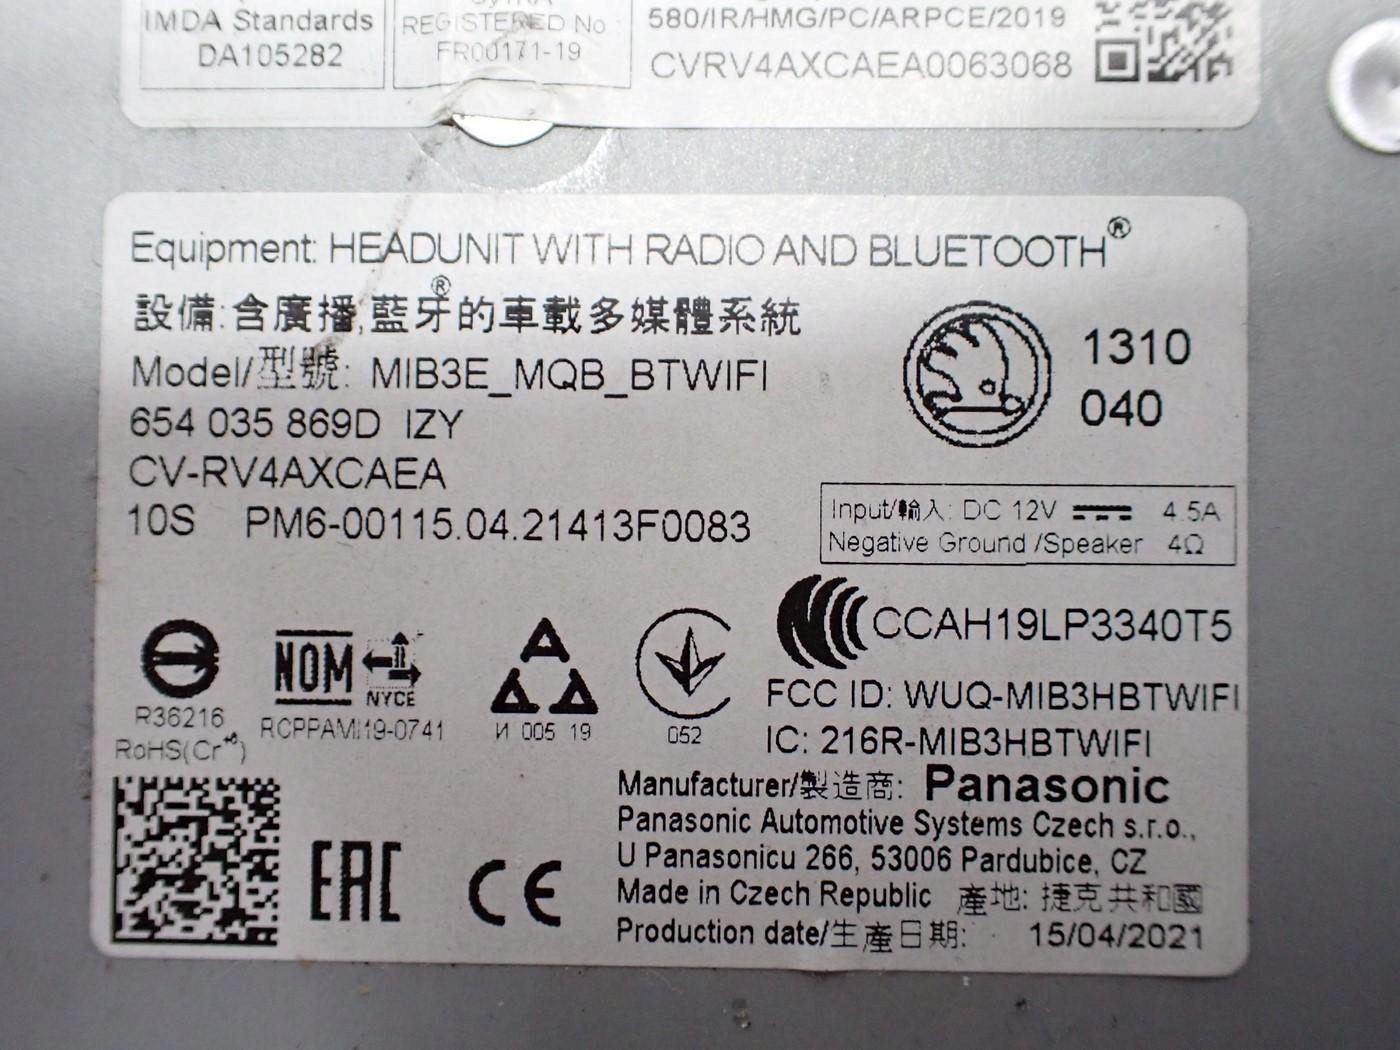 IMDA Standards
DA105282
REGISTERED No
FR00171-19
580/IR/HMG/PC/ARPCE/2019
CVRV4AXCAEA0063068
Equipment: HEADUNIT WITH RADIO AND BLUETOOTH®
設備:含廣播,藍牙®的車載多媒體系統
Model/型號: MIB3E_MQB_BTWIFI
654 035 869D IZY
CV-RV4AXCAEA
10S PM6-00115.04.21413F0083
1310
040
Input/輸入: DC 12V 4.5A
Negative Ground /Speaker 4Ω
R36216
RoHS(Cr⁺⁶)
NOM
NYCE
RCPPAMI19-0741
И 005 19
052
CCAH19LP3340T5
FCC ID: WUQ-MIB3HBTWIFI
IC: 216R-MIB3HBTWIFI
Manufacturer/製造商: Panasonic
Panasonic Automotive Systems Czech s.r.o.,
U Panasonicu 266, 53006 Pardubice, CZ
Made in Czech Republic 產地: 捷克共和國
Production date/生產日期: 15/04/2021
EAC
CE